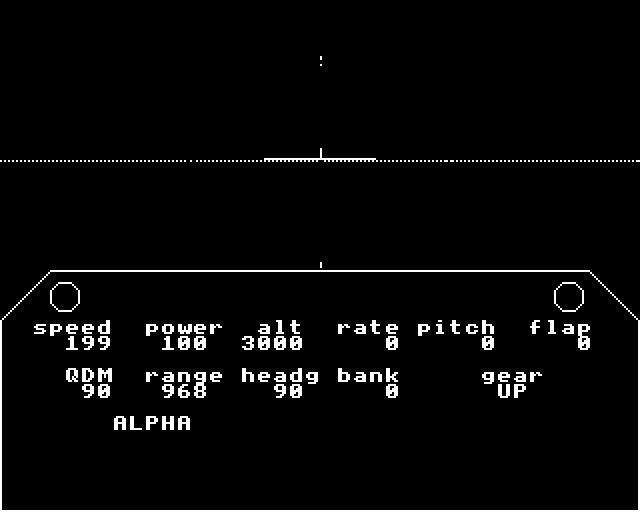 speed power alt rate pitch flap
199 100 3000 0 0 0
QDM range headg bank gear
90 968 90 0 UP
ALPHA